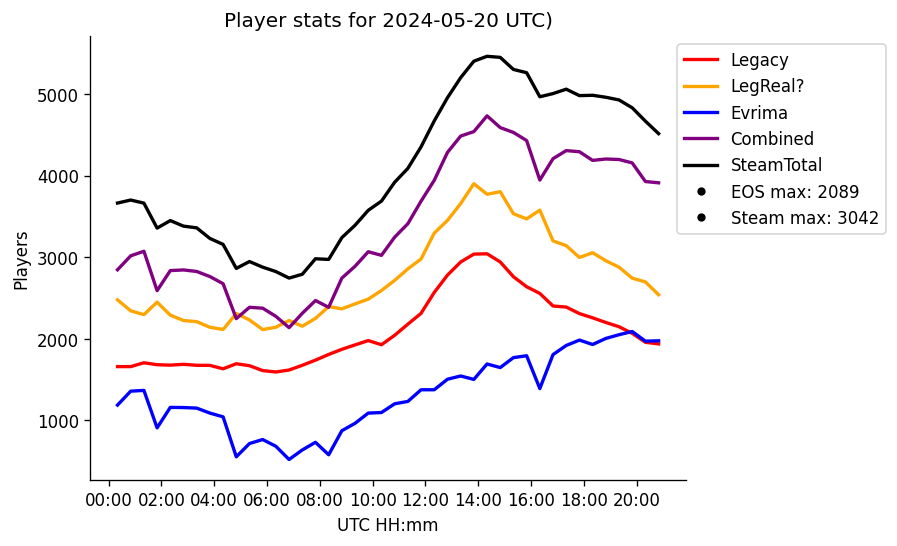 Player stats for 2024-05-20 UTC)
Legacy
LegReal?
Evrima
Combined
SteamTotal
EOS max: 2089
Steam max: 3042
Players
5000
4000
3000
2000
1000
00:00 02:00 04:00 06:00 08:00 10:00 12:00 14:00 16:00 18:00 20:00
UTC HH:mm